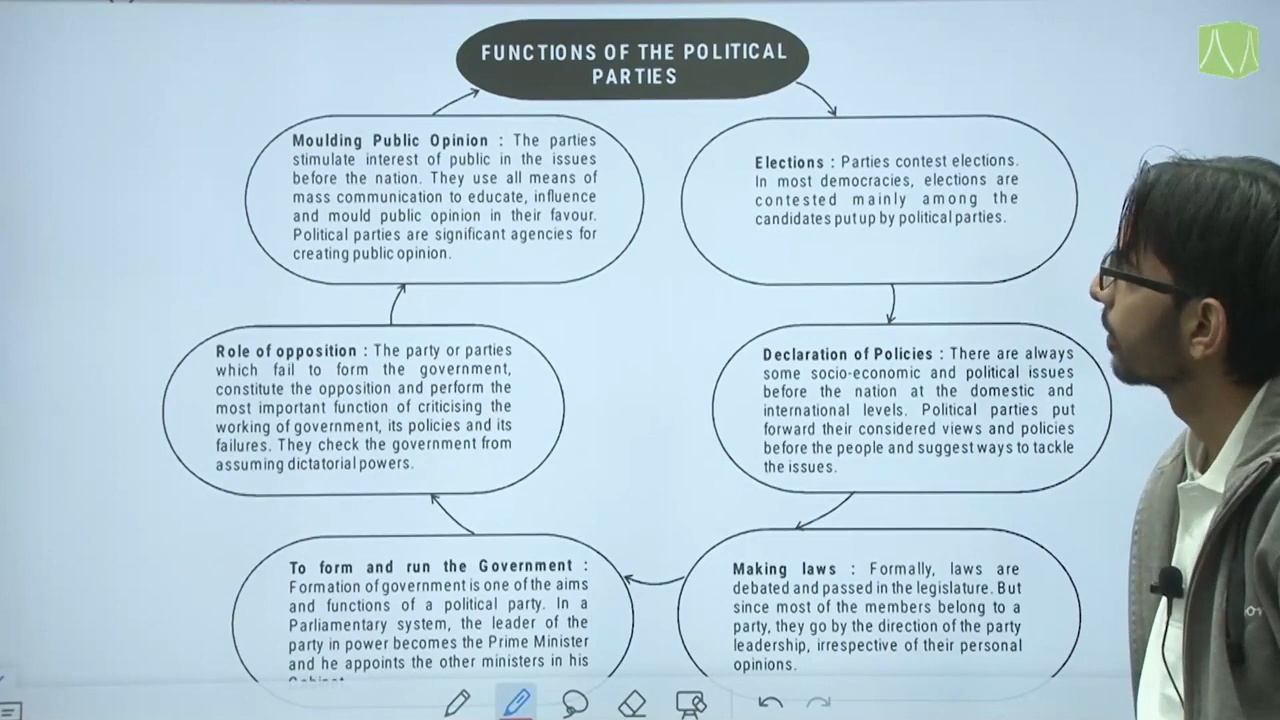 FUNCTIONS OF THE POLITICAL
PARTIES
Elections : Parties contest elections.
In most democracies, elections are
contested mainly among the
candidates put up by political parties.
Declaration of Policies : There are always
some socio-economic and political issues
before the nation at the domestic and
international levels. Political parties put
forward their considered views and policies
before the people and suggest ways to tackle
the issues.
Making laws : Formally, laws are
debated and passed in the legislature. But
since most of the members belong to a
party, they go by the direction of the party
leadership, irrespective of their personal
opinions.
To form and run the Government :
Formation of government is one of the aims
and functions of a political party. In a
Parliamentary system, the leader of the
party in power becomes the Prime Minister
and he appoints the other ministers in his
Role of opposition : The party or parties
which fail to form the government,
constitute the opposition and perform the
most important function of criticising the
working of government, its policies and its
failures. They check the government from
assuming dictatorial powers.
Moulding Public Opinion : The parties
stimulate interest of public in the issues
before the nation. They use all means of
mass communication to educate, influence
and mould public opinion in their favour.
Political parties are significant agencies for
creating public opinion.